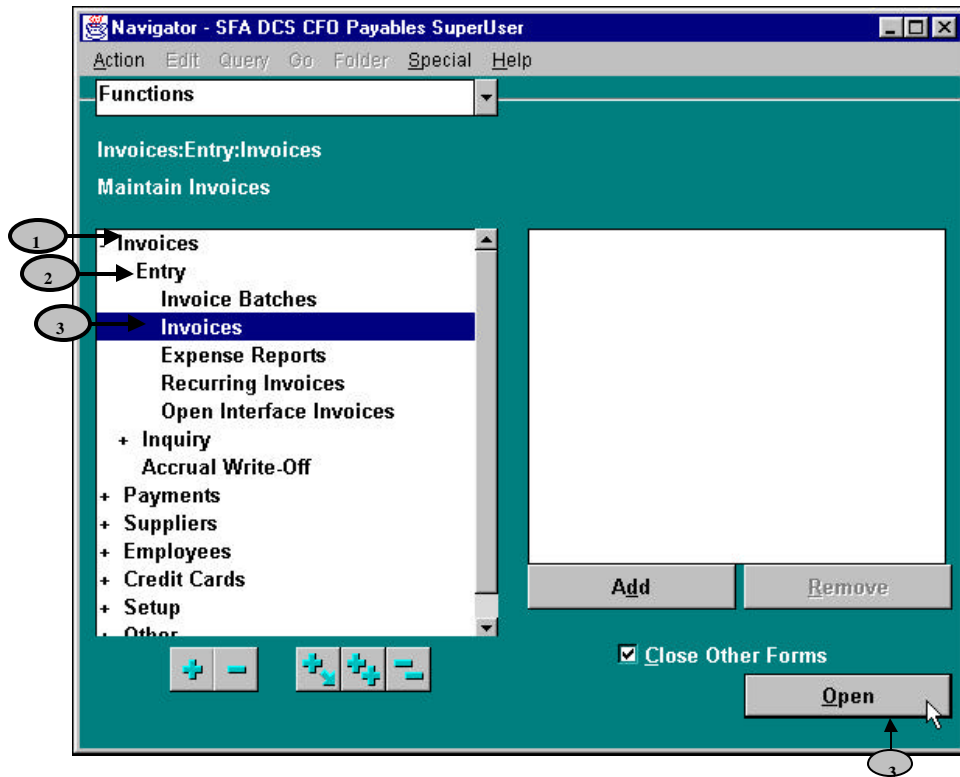 Navigator - SFA DCS CFO Payables SuperUser
Action Edit Query Go Folder Special Help
Functions
Invoices:Entry:Invoices
Maintain Invoices
1
- Invoices
2
Entry
Invoice Batches
3
Invoices
Expense Reports
Recurring Invoices
Open Interface Invoices
+ Inquiry
Accrual Write-Off
+ Payments
+ Suppliers
+ Employees
+ Credit Cards
+ Setup
Other
Add
Remove
Close Other Forms
Open
3